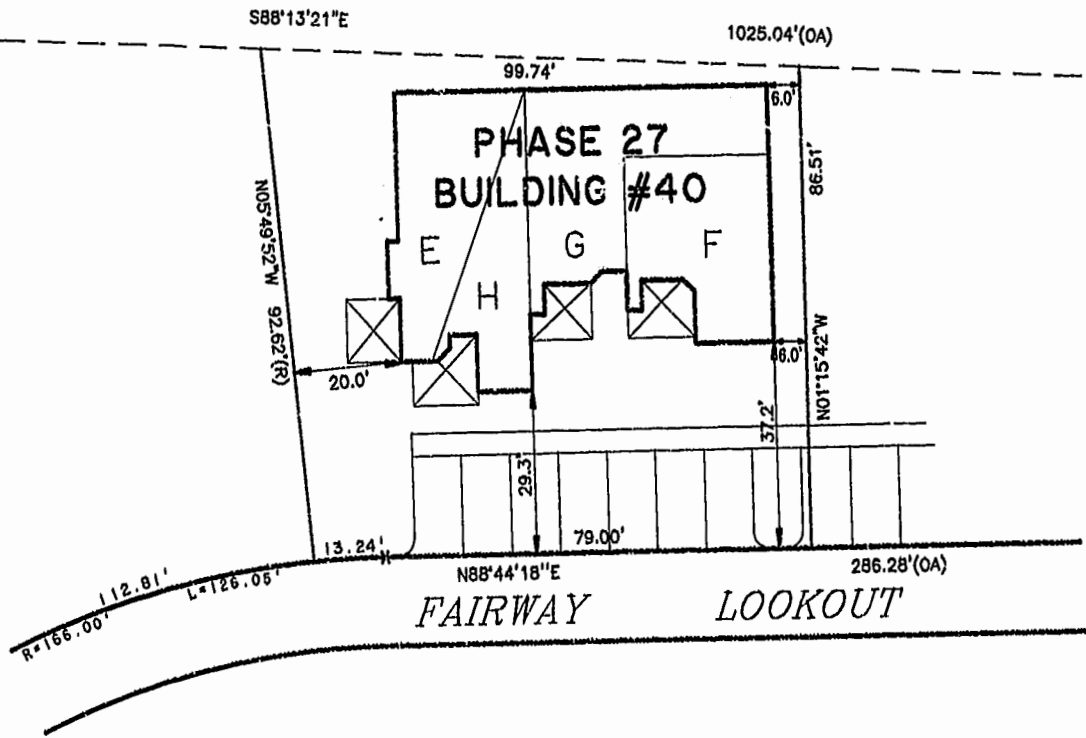 S88°13'21"E
1025.04'(OA)
99.74'
6.0'
PHASE 27
BUILDING #40
86.51'
N05°49'52"W 92.62'(R)
E
G
F
H
20.0'
6.0'
N01°15'42"W
37.2'
29.3'
13.24'
79.00'
N88°44'18"E
286.28'(OA)
112.81'
L=126.05'
R=166.00'
FAIRWAY LOOKOUT